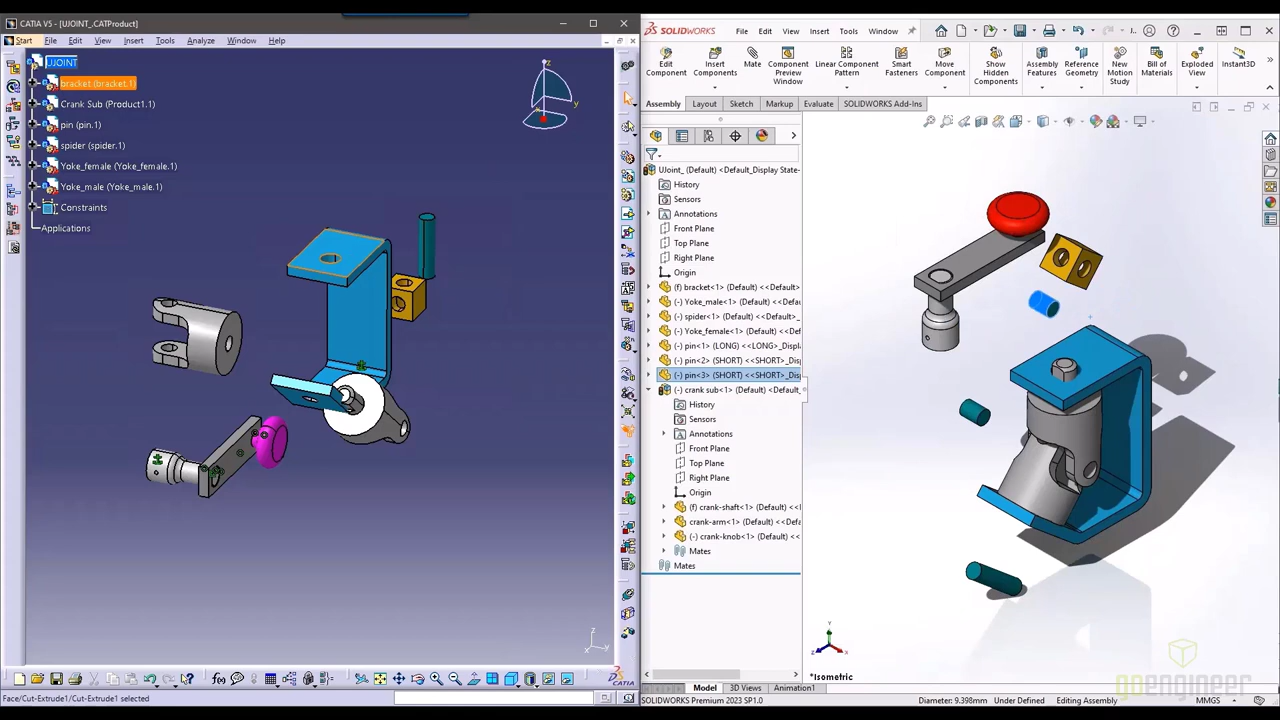 CATIA V5 - [UJOINT_.CATProduct]
Start File Edit View Insert Tools Analyze Window Help
UJOINT
bracket (bracket.1)
Crank Sub (Product1.1)
pin (pin.1)
spider (spider.1)
Yoke_female (Yoke_female.1)
Yoke_male (Yoke_male.1)
Constraints
Applications
z
y
x
z
y
CATIA
Face/Cut-Extrude1/Cut-Extrude1 selected
SOLIDWORKS File Edit View Insert Tools Window
Edit Component
Insert Components
Mate
Component Preview Window
Linear Component Pattern
Smart Fasteners
Move Component
Show Hidden Components
Assembly Features
Reference Geometry
New Motion Study
Bill of Materials
Exploded View
Instant3D
Assembly Layout Sketch Markup Evaluate SOLIDWORKS Add-Ins
UJoint_ (Default) <Default_Display State-
History
Sensors
Annotations
Front Plane
Top Plane
Right Plane
Origin
(f) bracket<1> (Default) <<Default>
(-) Yoke_male<1> (Default) <<Defau
(-) spider<1> (Default) <<Default>_
(-) Yoke_female<1> (Default) <<Def
(-) pin<1> (LONG) <<LONG>_Displ
(-) pin<2> (SHORT) <<SHORT>_Dis
(-) pin<3> (SHORT) <<SHORT>_Dis
(-) crank sub<1> (Default) <Default_
History
Sensors
Annotations
Front Plane
Top Plane
Right Plane
Origin
(f) crank-shaft<1> (Default) <<Defa
(-) crank-arm<1> (Default) <<Defa
(-) crank-knob<1> (Default) <<De
Mates
Mates
Y
Z
X
*Isometric
Model 3D Views Animation1
goengineer
SOLIDWORKS Premium 2023 SP1.0
Diameter: 9.398mm Under Defined Editing Assembly MMGS